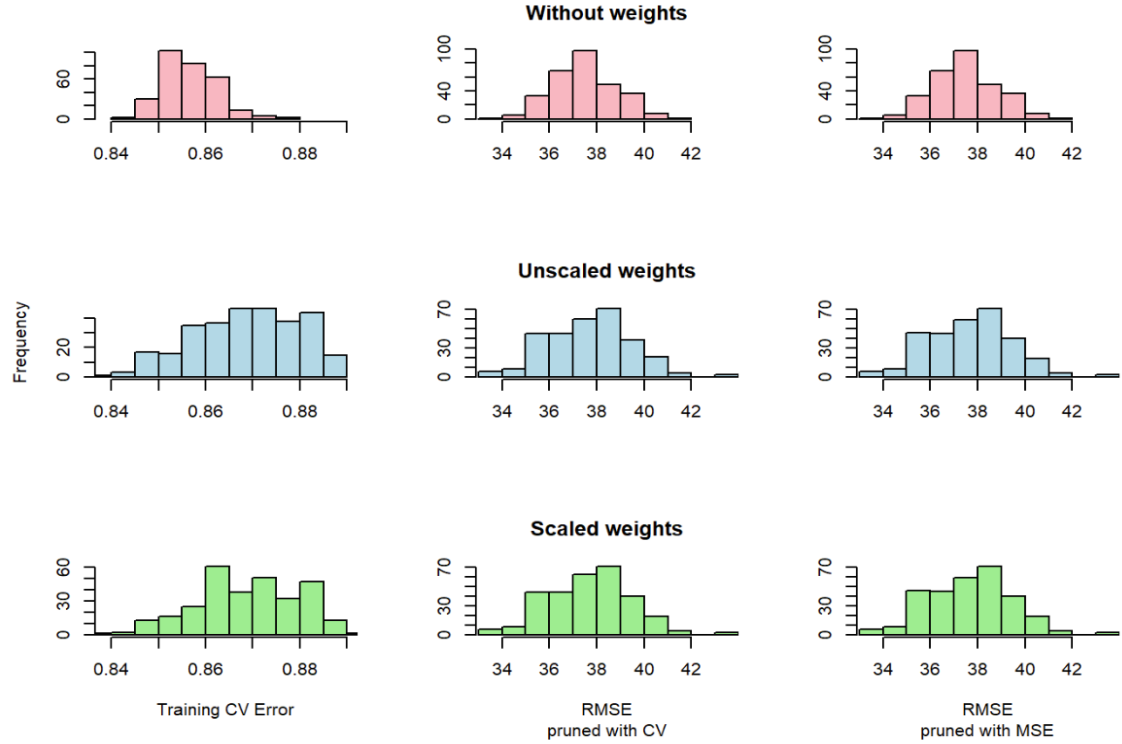 Without weights
0 60
0.84 0.86 0.88
0 40 100
34 36 38 40 42
0 40 100
34 36 38 40 42
Unscaled weights
Frequency
0 20
0.84 0.86 0.88
0 30 70
34 36 38 40 42
0 30 70
34 36 38 40 42
Scaled weights
0 30 60
0.84 0.86 0.88
0 30 70
34 36 38 40 42
0 30 70
34 36 38 40 42
Training CV Error
RMSE
pruned with CV
RMSE
pruned with MSE